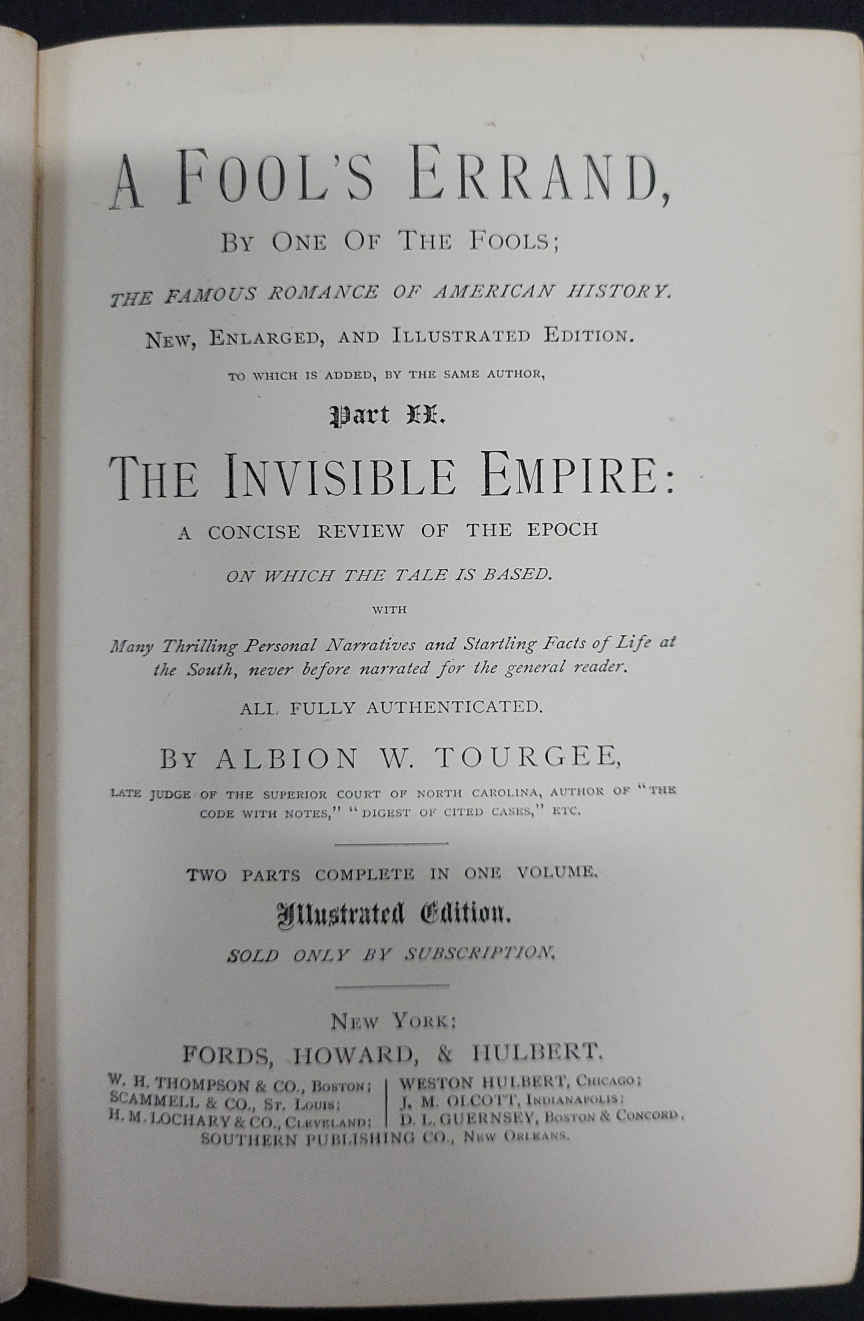 A FOOL'S ERRAND,
BY ONE OF THE FOOLS;
THE FAMOUS ROMANCE OF AMERICAN HISTORY.
NEW, ENLARGED, AND ILLUSTRATED EDITION.
TO WHICH IS ADDED, BY THE SAME AUTHOR,
Part II.
THE INVISIBLE EMPIRE:
A CONCISE REVIEW OF THE EPOCH
ON WHICH THE TALE IS BASED.
WITH
Many Thrilling Personal Narratives and Startling Facts of Life at
the South, never before narrated for the general reader.
ALL FULLY AUTHENTICATED.
BY ALBION W. TOURGEE,
LATE JUDGE OF THE SUPERIOR COURT OF NORTH CAROLINA, AUTHOR OF "THE
CODE WITH NOTES," "DIGEST OF CITED CASES," ETC.
TWO PARTS COMPLETE IN ONE VOLUME.
Illustrated Edition.
SOLD ONLY BY SUBSCRIPTION.
NEW YORK:
FORDS, HOWARD, & HULBERT.
W. H. THOMPSON & CO., BOSTON;
SCAMMELL & CO., ST. LOUIS;
H. M. LOCHARY & CO., CLEVELAND;
WESTON HULBERT, CHICAGO;
J. M. OLCOTT, INDIANAPOLIS;
D. L. GUERNSEY, BOSTON & CONCORD.
SOUTHERN PUBLISHING CO., NEW ORLEANS.